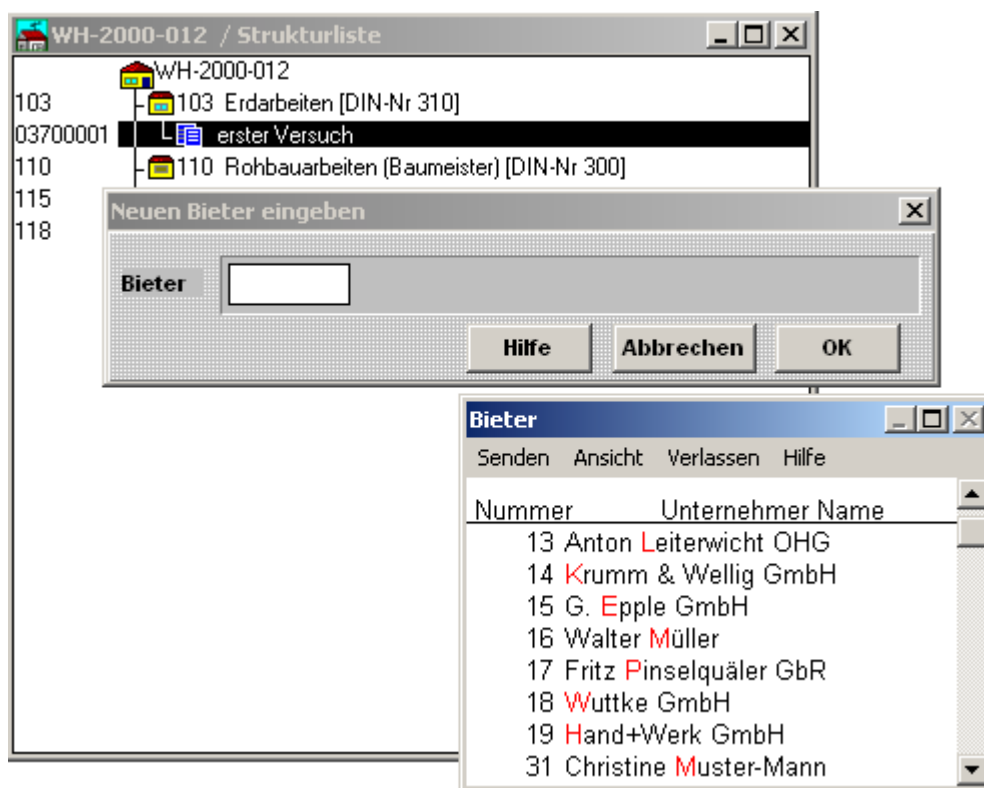 WH-2000-012 / Strukturliste
WH-2000-012
103 103 Erdarbeiten [DIN-Nr 310]
03700001 erster Versuch
110 110 Rohbauarbeiten (Baumeister) [DIN-Nr 300]
115
118
Neuen Bieter eingeben
Bieter
Hilfe Abbrechen OK
Bieter
Senden Ansicht Verlassen Hilfe
Nummer Unternehmer Name
13 Anton Leiterwicht OHG
14 Krumm & Wellig GmbH
15 G. Epple GmbH
16 Walter Müller
17 Fritz Pinselquäler GbR
18 Wuttke GmbH
19 Hand+Werk GmbH
31 Christine Muster-Mann